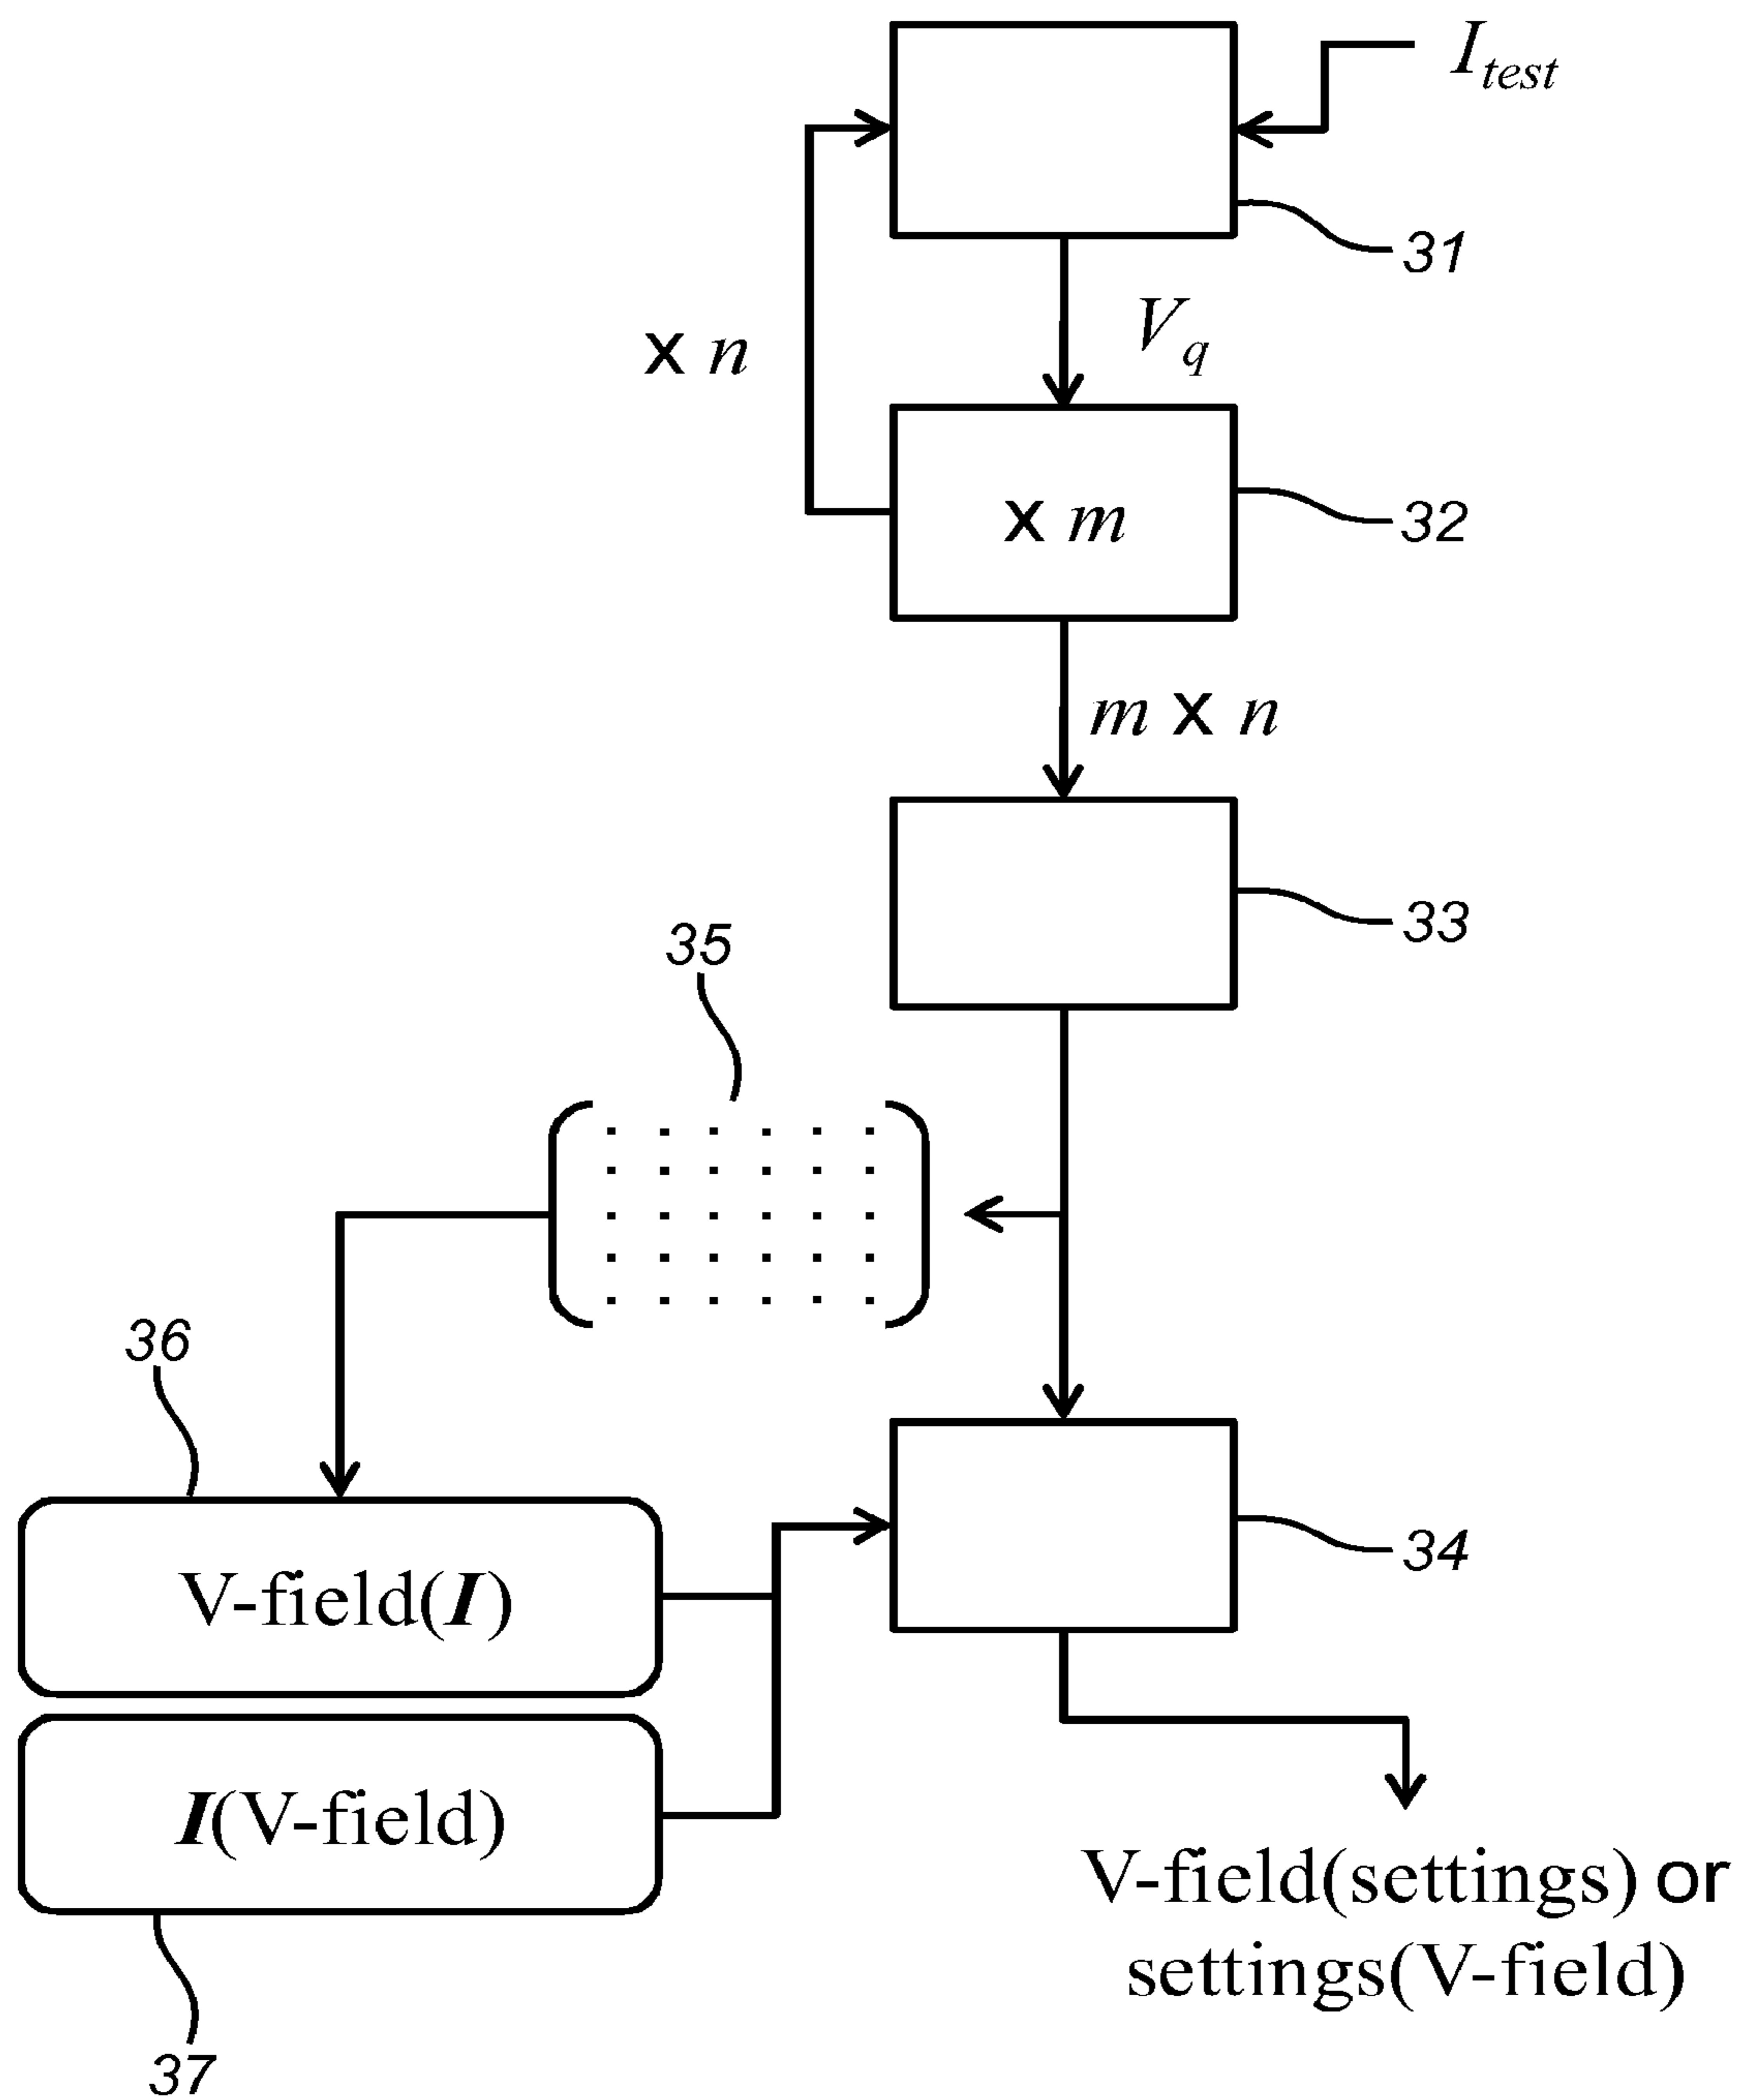 I_test
31
V_q
x n
x m
32
m x n
33
35
36
34
V-field(I)
I(V-field)
V-field(settings) or
settings(V-field)
37